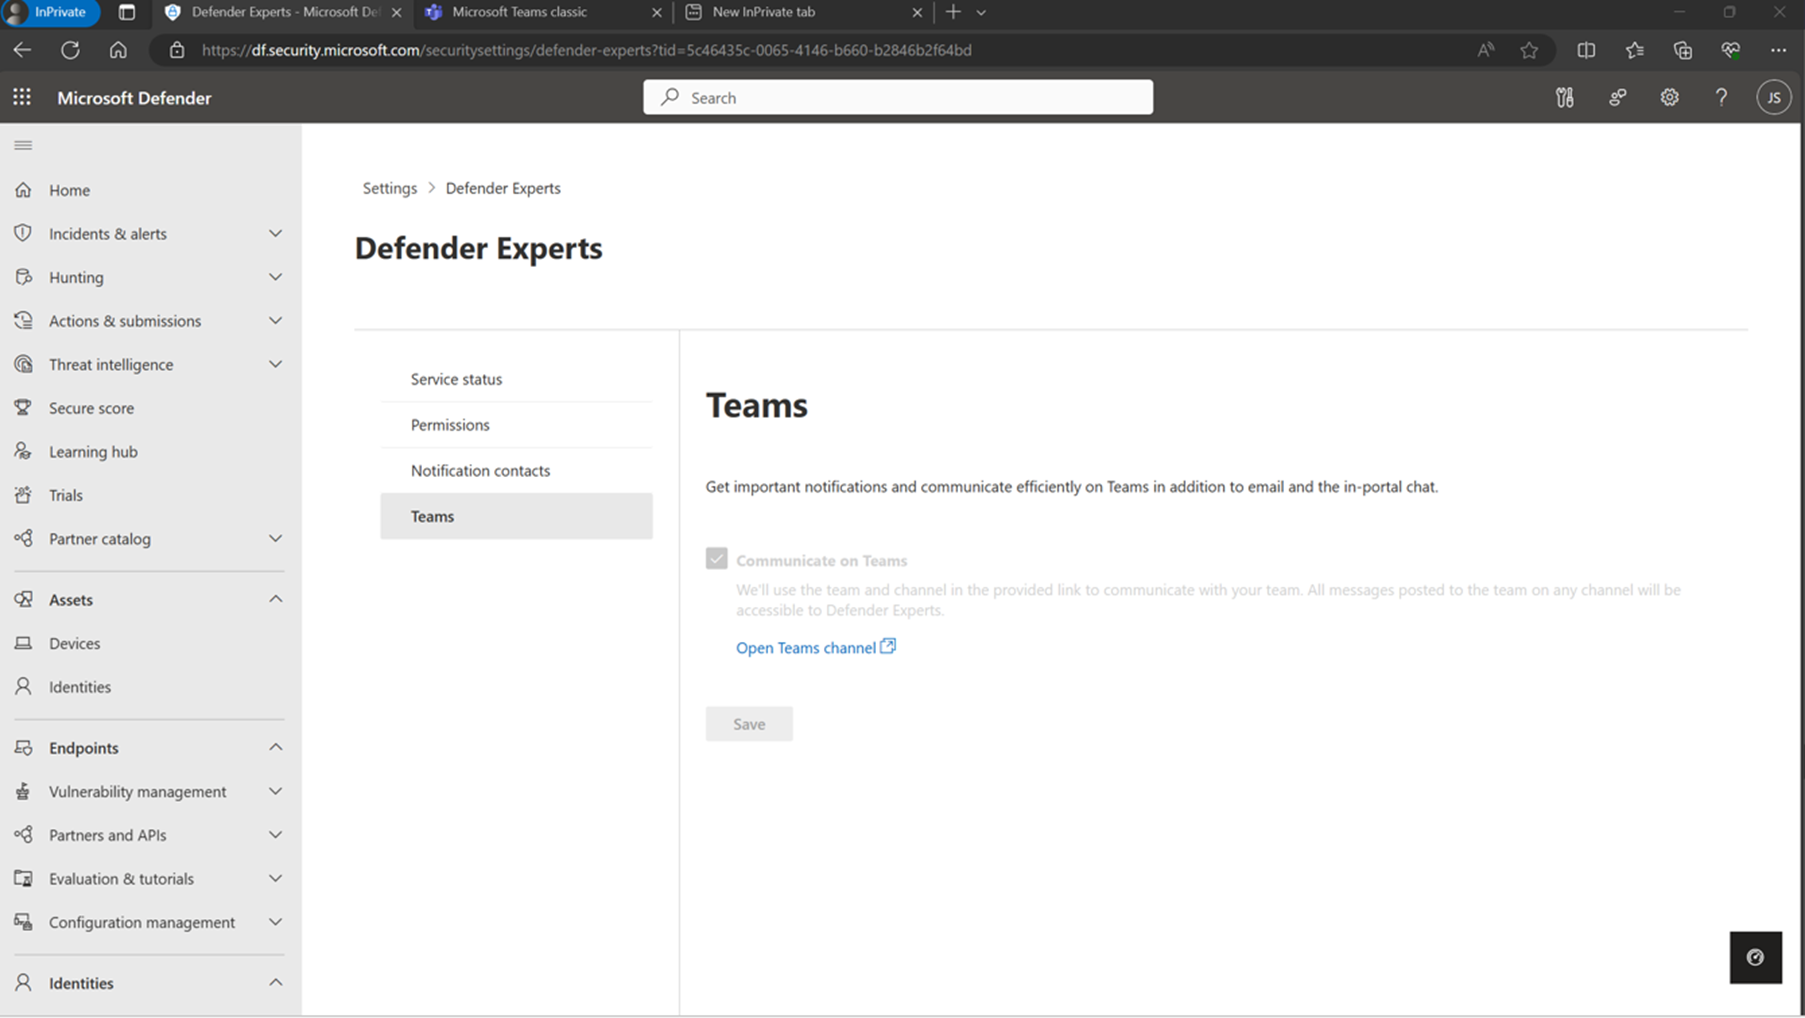 InPrivate
Defender Experts - Microsoft De
Microsoft Teams classic
New InPrivate tab
https://df.security.microsoft.com/securitysettings/defender-experts?tid=5c46435c-0065-4146-b660-b2846b2f64bd
Microsoft Defender
Search
JS
Home
Incidents & alerts
Hunting
Actions & submissions
Threat intelligence
Secure score
Learning hub
Trials
Partner catalog
Assets
Devices
Identities
Endpoints
Vulnerability management
Partners and APIs
Evaluation & tutorials
Configuration management
Identities
Settings > Defender Experts
Defender Experts
Service status
Permissions
Notification contacts
Teams
Teams
Get important notifications and communicate efficiently on Teams in addition to email and the in-portal chat.
Communicate on Teams
We'll use the team and channel in the provided link to communicate with your team. All messages posted to the team on any channel will be
accessible to Defender Experts.
Open Teams channel
Save